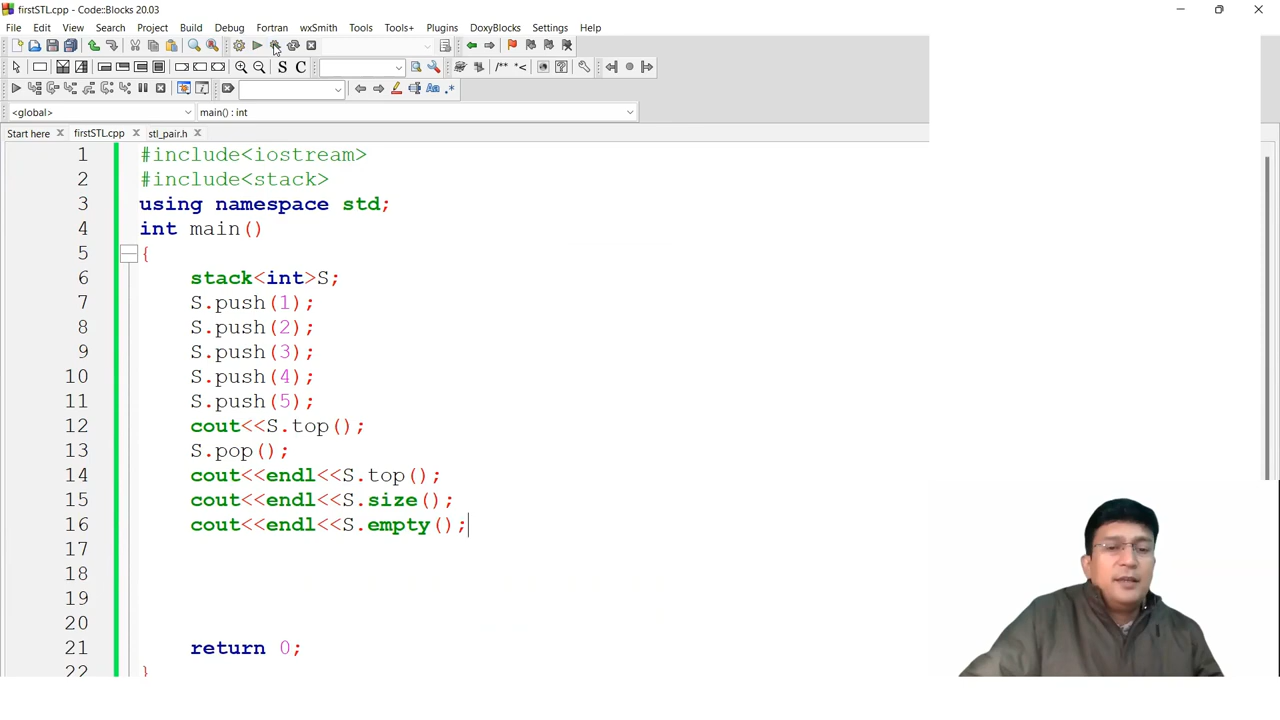 firstSTL.cpp - Code::Blocks 20.03
File Edit View Search Project Build Debug Fortran wxSmith Tools Tools+ Plugins DoxyBlocks Settings Help
S C /** *<
Aa .*
<global> main() : int
Start here firstSTL.cpp stl_pair.h
1 #include<iostream>
2 #include<stack>
3 using namespace std;
4 int main()
5 {
6 stack<int>S;
7 S.push(1);
8 S.push(2);
9 S.push(3);
10 S.push(4);
11 S.push(5);
12 cout<<S.top();
13 S.pop();
14 cout<<endl<<S.top();
15 cout<<endl<<S.size();
16 cout<<endl<<S.empty();
17
18
19
20
21 return 0;
22 }